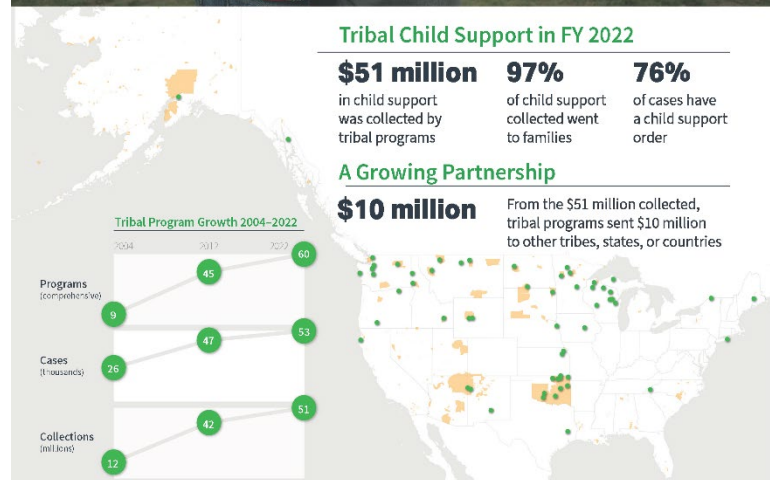 Tribal Child Support in FY 2022
$51 million
in child support
was collected by
tribal programs
97%
of child support
collected went
to families
76%
of cases have
a child support
order
A Growing Partnership
$10 million
From the $51 million collected,
tribal programs sent $10 million
to other tribes, states, or countries
Tribal Program Growth 2004–2022
2004 2012 2022
Programs
(comprehensive)
9 45 60
Cases
(thousands)
26 47 53
Collections
(millions)
12 42 51